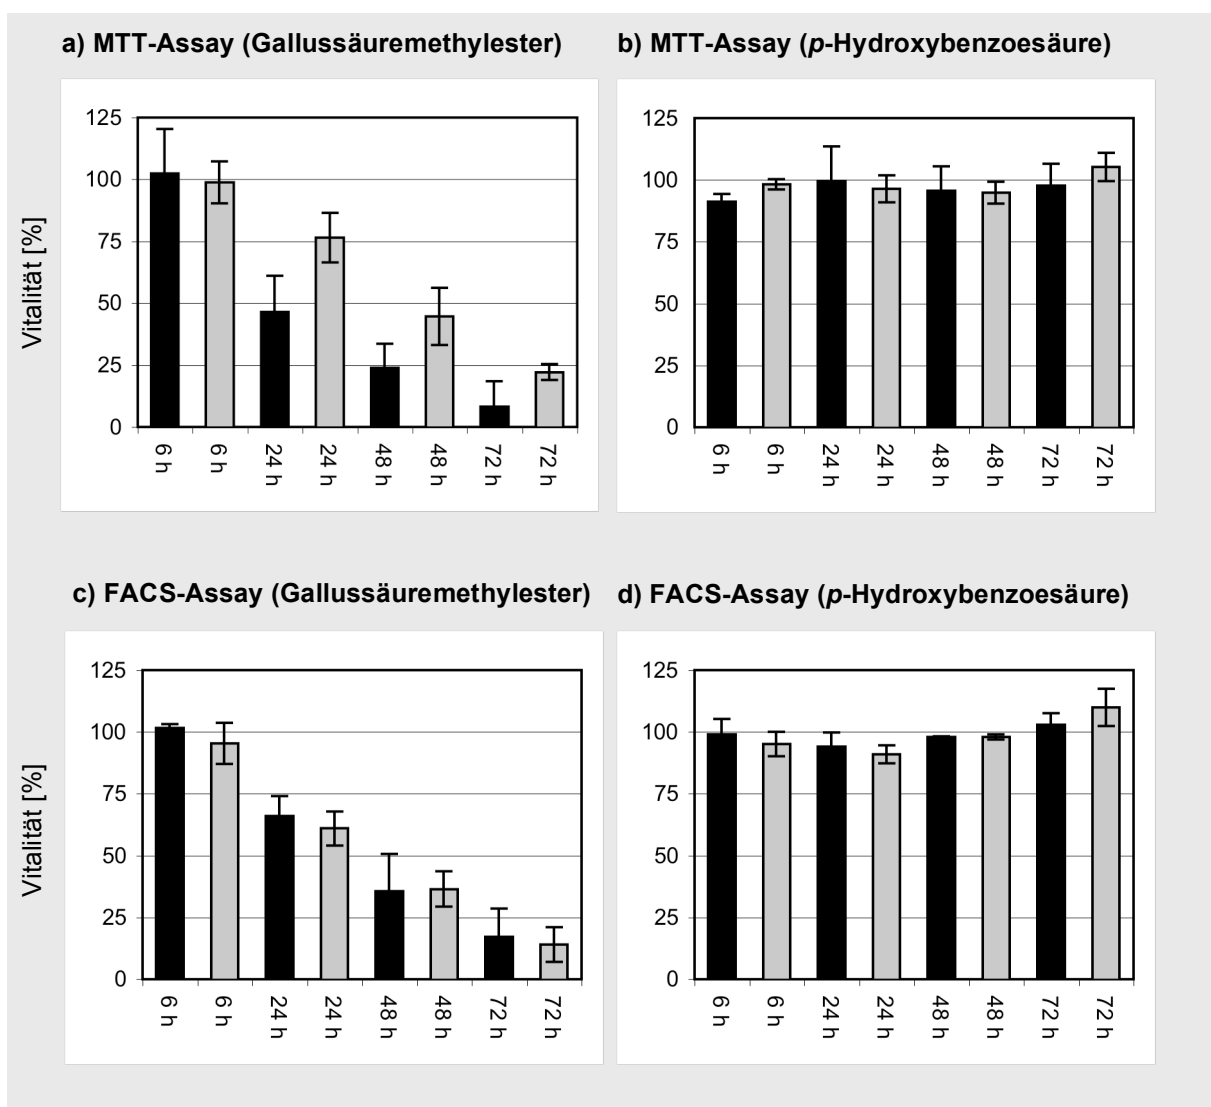 a) MTT-Assay (Gallussäuremethylester)
b) MTT-Assay (p-Hydroxybenzoesäure)
Vitalität [%]
125
100
75
50
25
0
6 h
6 h
24 h
24 h
48 h
48 h
72 h
72 h
125
100
75
50
25
0
6 h
6 h
24 h
24 h
48 h
48 h
72 h
72 h
c) FACS-Assay (Gallussäuremethylester)
d) FACS-Assay (p-Hydroxybenzoesäure)
Vitalität [%]
125
100
75
50
25
0
6 h
6 h
24 h
24 h
48 h
48 h
72 h
72 h
125
100
75
50
25
0
6 h
6 h
24 h
24 h
48 h
48 h
72 h
72 h